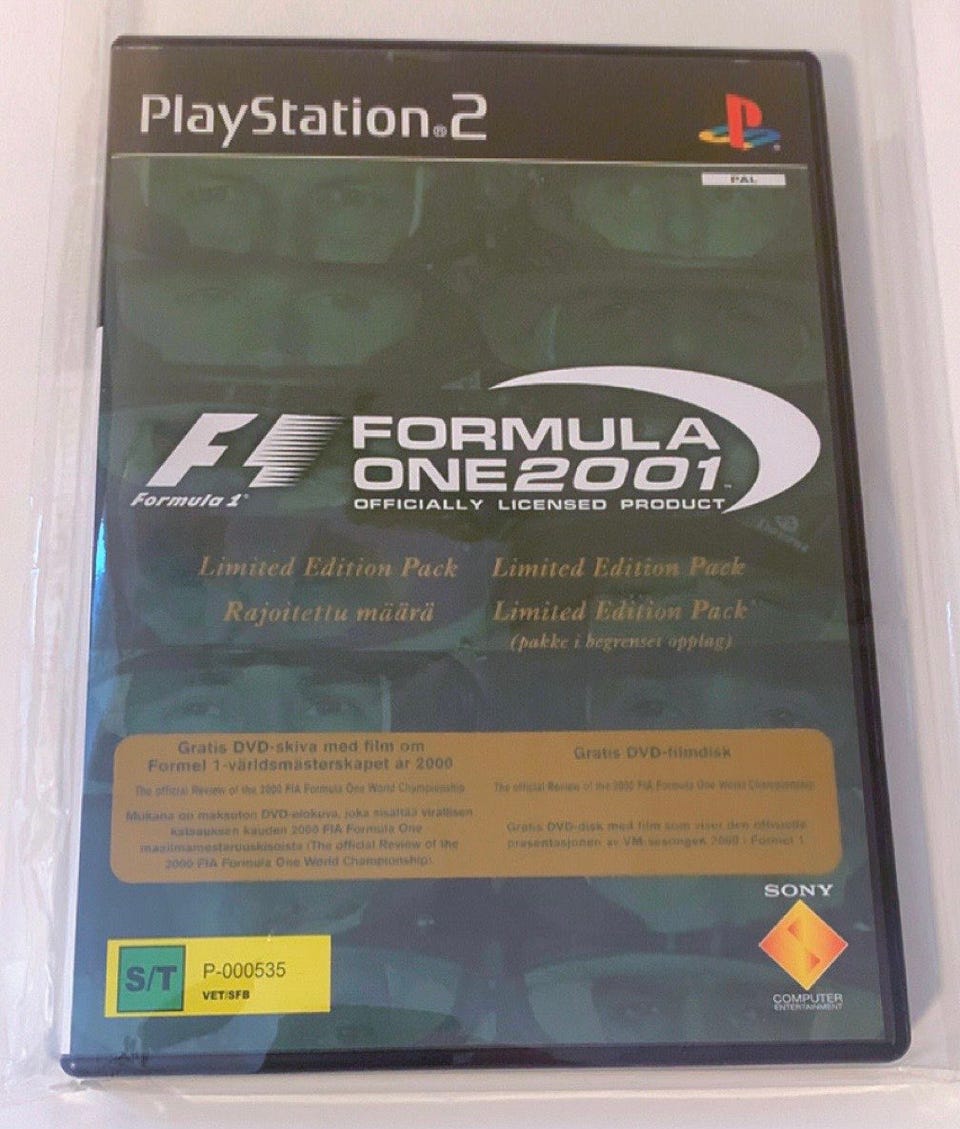 PlayStation®2
PAL
F1 FORMULA
ONE 2001™
Formula 1® OFFICIALLY LICENSED PRODUCT
Limited Edition Pack Limited Edition Pack
Rajoitettu määrä Limited Edition Pack
(pakke i begrenset opplag)
Gratis DVD-skiva med film om
Formel 1-världsmästerskapet år 2000
The official Review of the 2000 FIA Formula One World Championship
Mukana on maksuton DVD-elokuva, joka sisältää virallisen
katsauksen kauden 2000 FIA Formula One
maailmamestaruuskisoista (The official Review of the
2000 FIA Formula One World Championship).
Gratis DVD-filmdisk
The official Review of the 2000 FIA Formula One World Championship
Gratis DVD-disk med film som viser den offisielle
presentasjonen av VM-sesongen 2000 i Formel 1.
SONY
COMPUTER
ENTERTAINMENT
S/T P-000535
VET/SFB